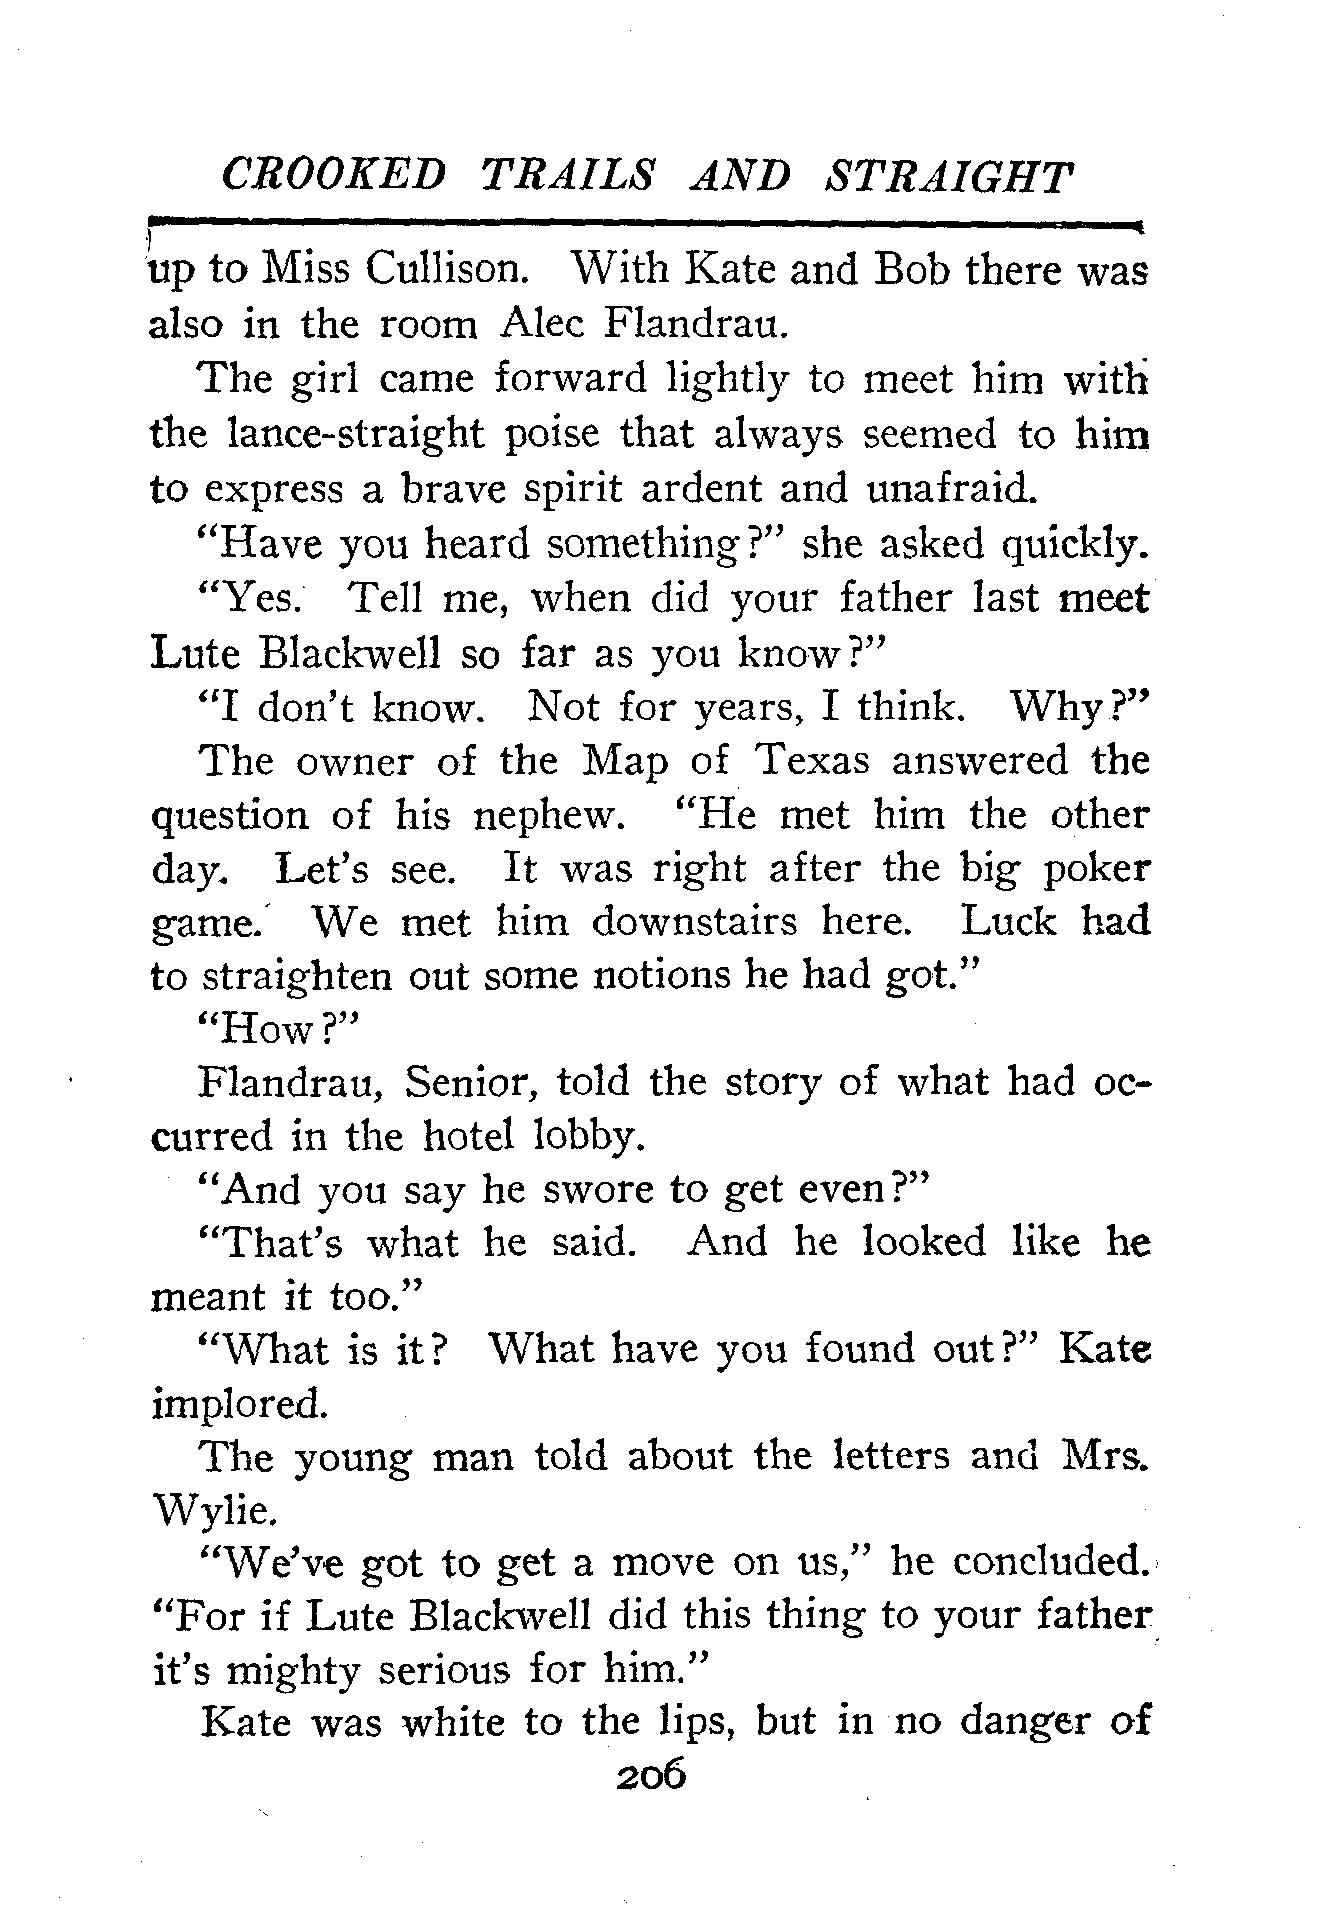 CROOKED TRAILS AND STRAIGHT
up to Miss Cullison. With Kate and Bob there was
also in the room Alec Flandrau.
The girl came forward lightly to meet him with
the lance-straight poise that always seemed to him
to express a brave spirit ardent and unafraid.
“Have you heard something?” she asked quickly.
“Yes. Tell me, when did your father last meet
Lute Blackwell so far as you know?”
“I don't know. Not for years, I think. Why?”
The owner of the Map of Texas answered the
question of his nephew. “He met him the other
day. Let's see. It was right after the big poker
game. We met him downstairs here. Luck had
to straighten out some notions he had got.”
“How?”
Flandrau, Senior, told the story of what had oc-
curred in the hotel lobby.
“And you say he swore to get even?”
“That's what he said. And he looked like he
meant it too.”
“What is it? What have you found out?” Kate
implored.
The young man told about the letters and Mrs.
Wylie.
“We've got to get a move on us,” he concluded.
“For if Lute Blackwell did this thing to your father
it's mighty serious for him.”
Kate was white to the lips, but in no danger of
206